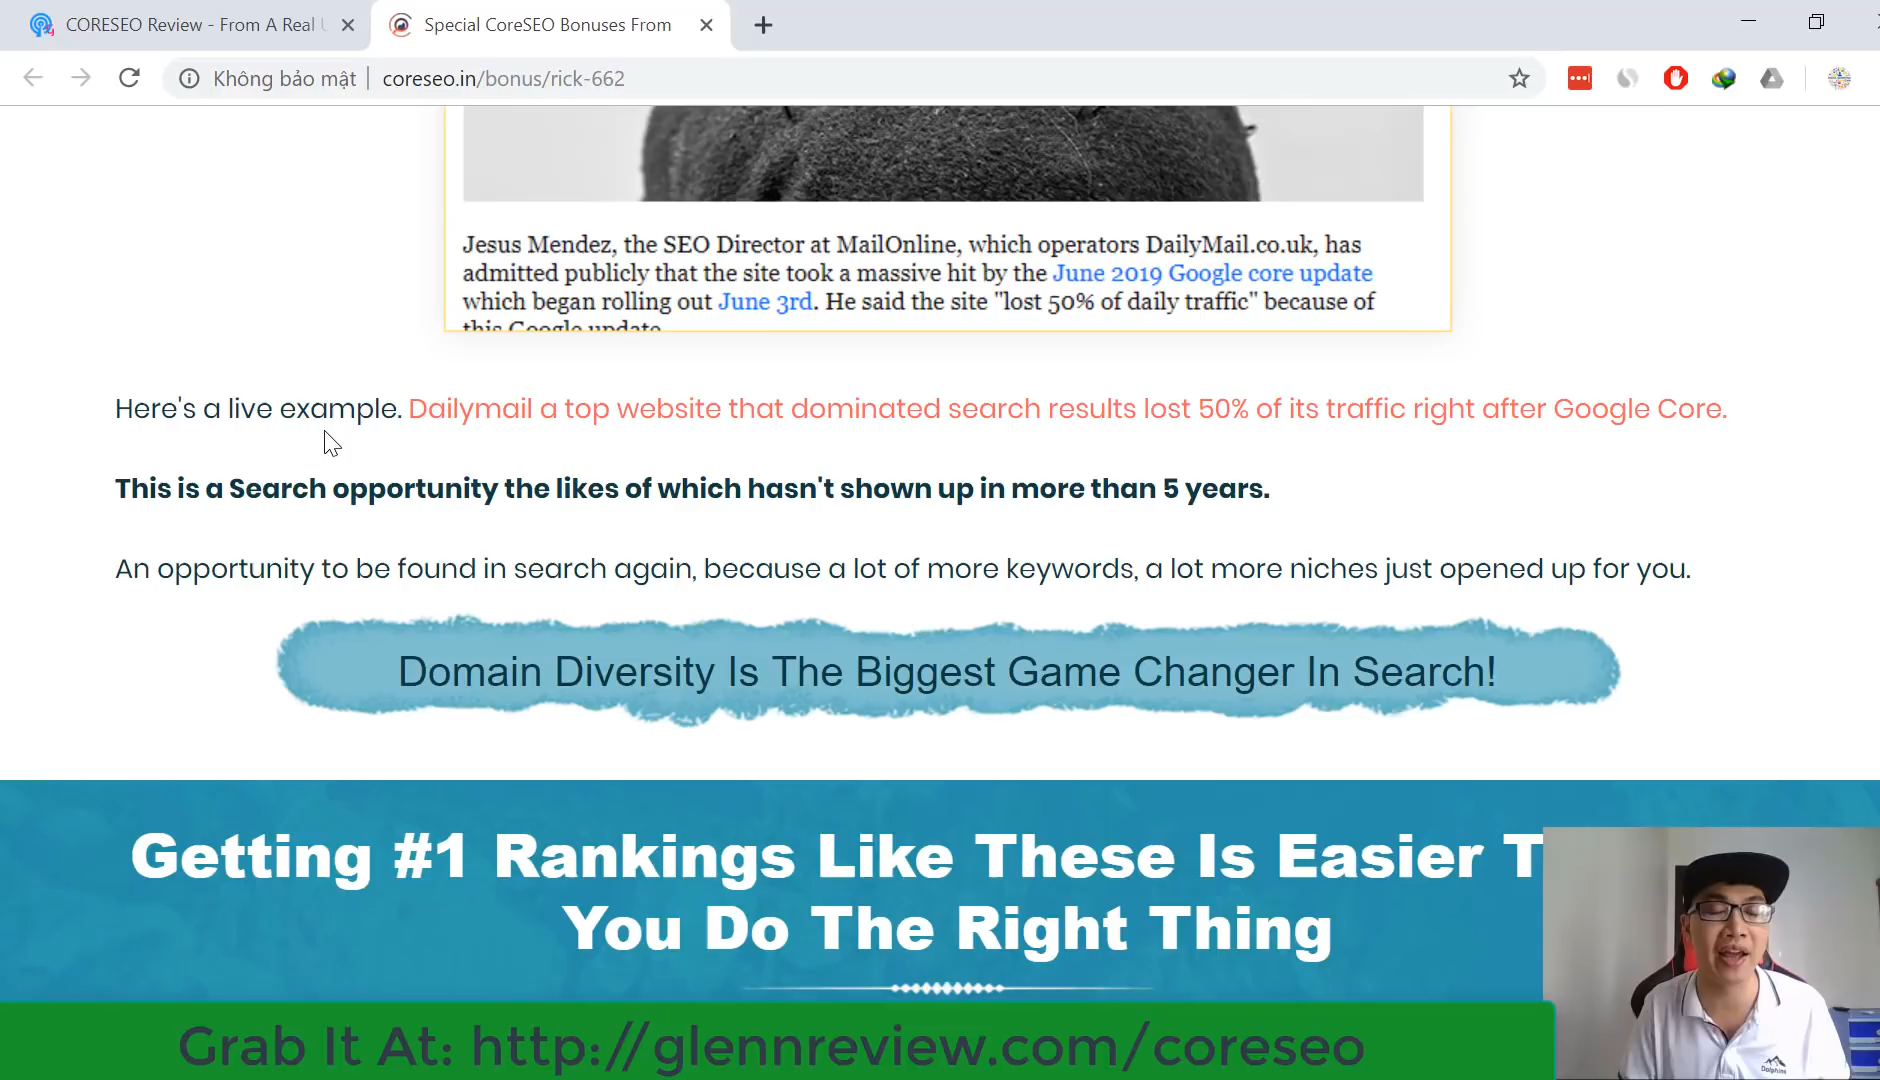 CORESEO Review - From A Real
Special CoreSEO Bonuses From
Không bảo mật
coreseo.in/bonus/rick-662
Jesus Mendez, the SEO Director at MailOnline, which operators DailyMail.co.uk, has
admitted publicly that the site took a massive hit by the June 2019 Google core update
which began rolling out June 3rd. He said the site "lost 50% of daily traffic" because of
this Google update
Here's a live example. Dailymail a top website that dominated search results lost 50% of its traffic right after Google Core.
This is a Search opportunity the likes of which hasn't shown up in more than 5 years.
An opportunity to be found in search again, because a lot of more keywords, a lot more niches just opened up for you.
Domain Diversity Is The Biggest Game Changer In Search!
Getting #1 Rankings Like These Is Easier T
You Do The Right Thing
Grab It At: http://glennreview.com/coreseo
Dolphins